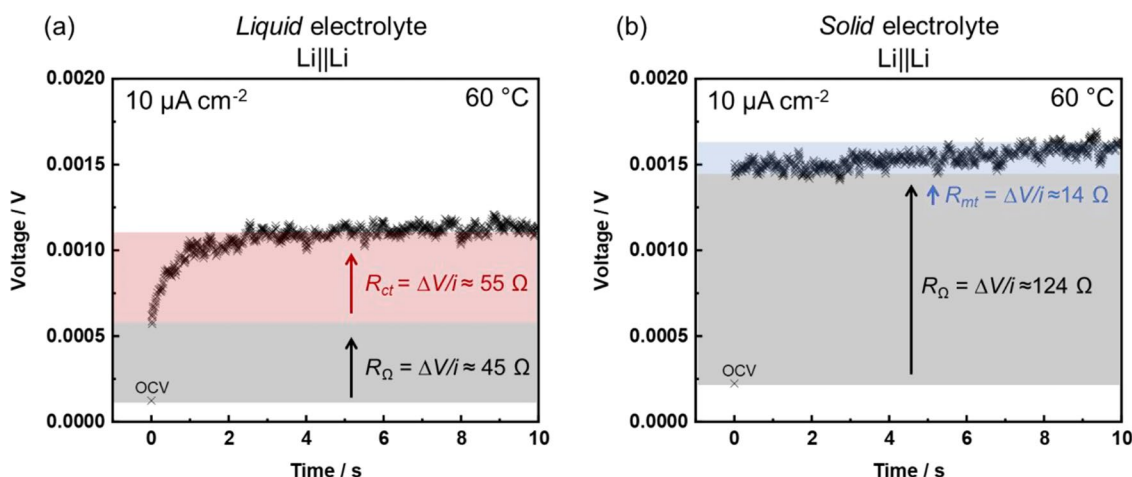 (a)
Liquid electrolyte
Li||Li
10 µA cm-2
60 °C
Voltage / V
0.0020
0.0015
0.0010
0.0005
0.0000
Rct = ΔV/i ≈ 55 Ω
RΩ = ΔV/i ≈ 45 Ω
OCV
0 2 4 6 8 10
Time / s
(b)
Solid electrolyte
Li||Li
10 µA cm-2
60 °C
Voltage / V
0.0020
0.0015
0.0010
0.0005
0.0000
Rmt = ΔV/i ≈14 Ω
RΩ = ΔV/i ≈124 Ω
OCV
0 2 4 6 8 10
Time / s